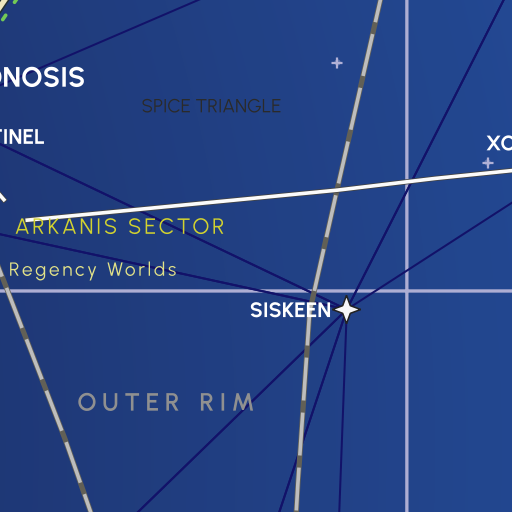 ONOSIS
SPICE TRIANGLE
TINEL
XC
ARKANIS SECTOR
Regency Worlds
SISKEEN
OUTER RIM